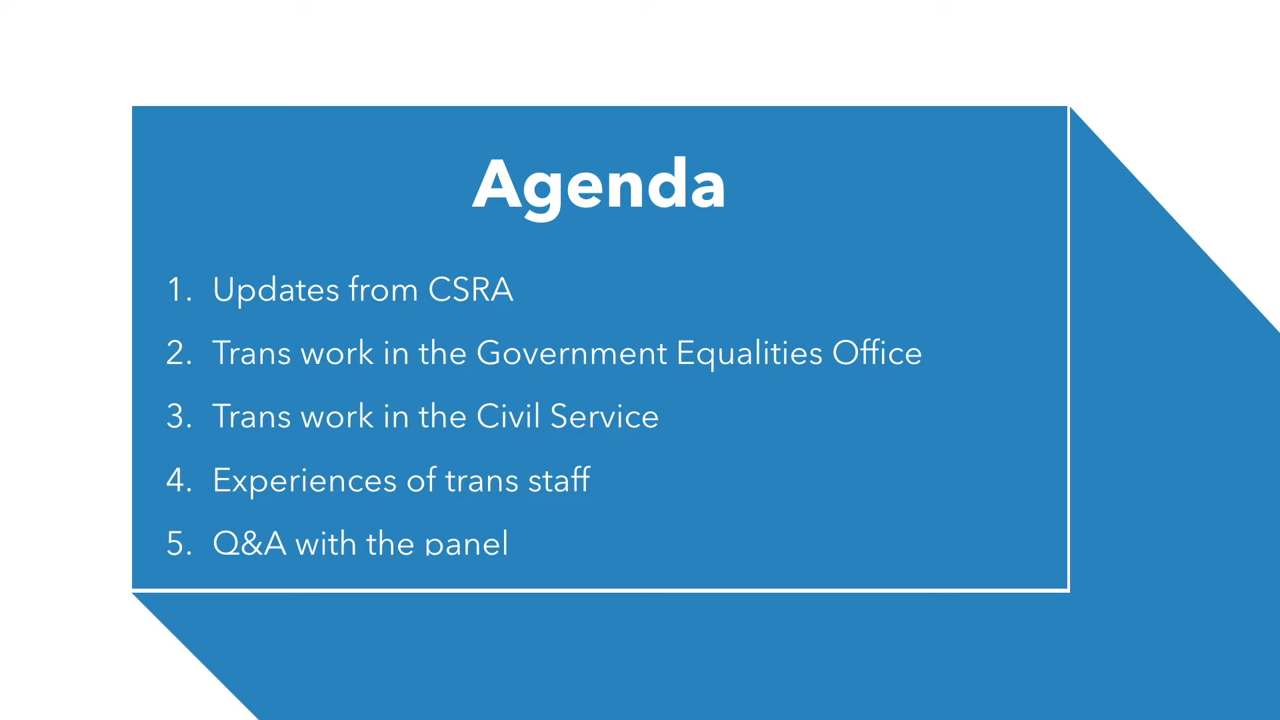 Agenda
1. Updates from CSRA
2. Trans work in the Government Equalities Office
3. Trans work in the Civil Service
4. Experiences of trans staff
5. Q&A with the panel